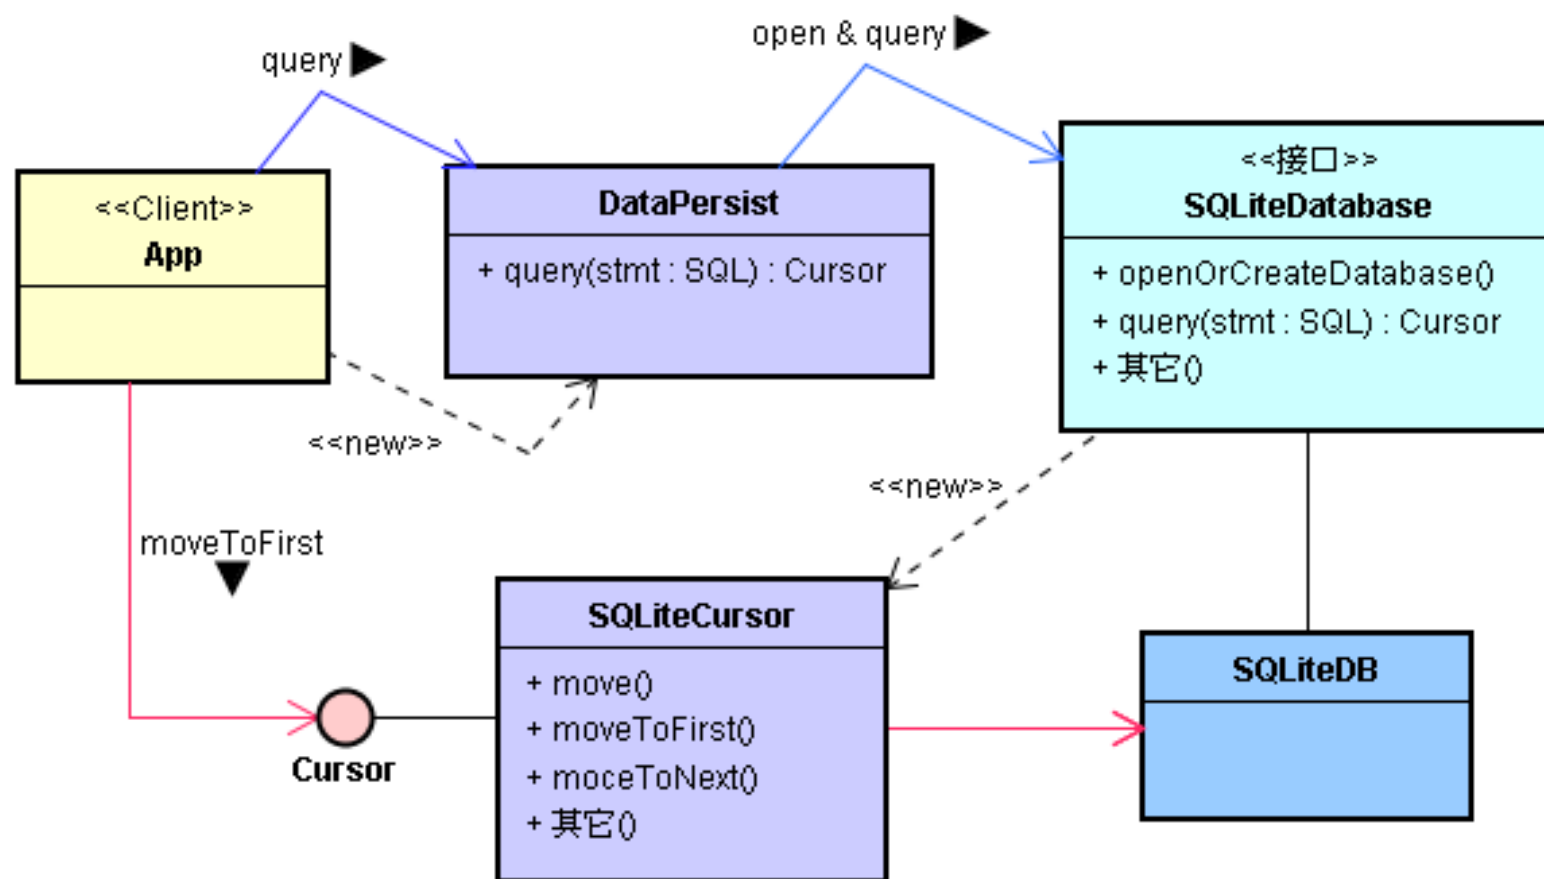 query
open & query
<<Client>>
App
DataPersist
+ query(stmt : SQL) : Cursor
<<接口>>
SQLiteDatabase
+ openOrCreateDatabase()
+ query(stmt : SQL) : Cursor
+ 其它()
<<new>>
<<new>>
moveToFirst
Cursor
SQLiteCursor
+ move()
+ moveToFirst()
+ moceToNext()
+ 其它()
SQLiteDB